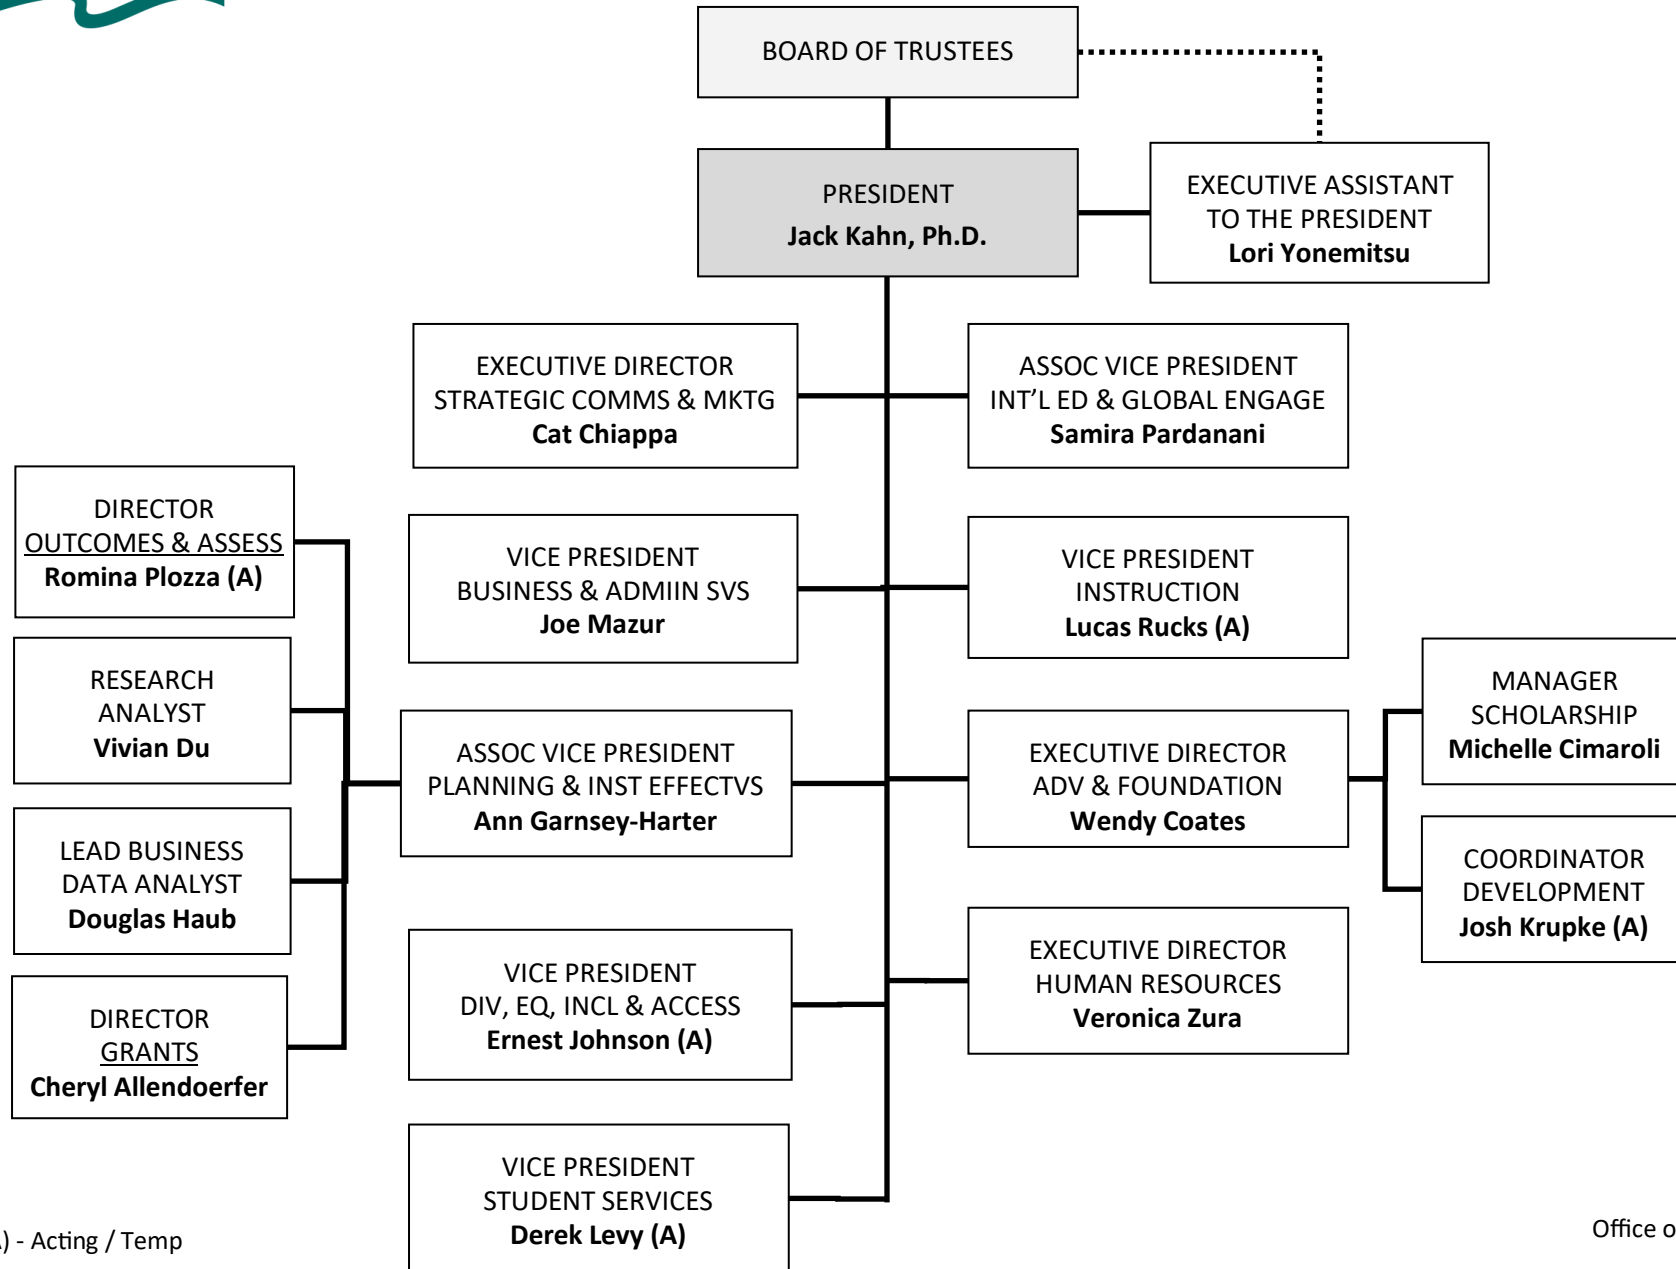 BOARD OF TRUSTEES
PRESIDENT
Jack Kahn, Ph.D.
EXECUTIVE ASSISTANT
TO THE PRESIDENT
Lori Yonemitsu
EXECUTIVE DIRECTOR
STRATEGIC COMMS & MKTG
Cat Chiappa
ASSOC VICE PRESIDENT
INT’L ED & GLOBAL ENGAGE
Samira Pardanani
DIRECTOR
OUTCOMES & ASSESS
Romina Plozza (A)
VICE PRESIDENT
BUSINESS & ADMIIN SVS
Joe Mazur
VICE PRESIDENT
INSTRUCTION
Lucas Rucks (A)
RESEARCH
ANALYST
Vivian Du
ASSOC VICE PRESIDENT
PLANNING & INST EFFECTVS
Ann Garnsey-Harter
EXECUTIVE DIRECTOR
ADV & FOUNDATION
Wendy Coates
MANAGER
SCHOLARSHIP
Michelle Cimaroli
LEAD BUSINESS
DATA ANALYST
Douglas Haub
COORDINATOR
DEVELOPMENT
Josh Krupke (A)
VICE PRESIDENT
DIV, EQ, INCL & ACCESS
Ernest Johnson (A)
EXECUTIVE DIRECTOR
HUMAN RESOURCES
Veronica Zura
DIRECTOR
GRANTS
Cheryl Allendoerfer
VICE PRESIDENT
STUDENT SERVICES
Derek Levy (A)
) - Acting / Temp
Office o